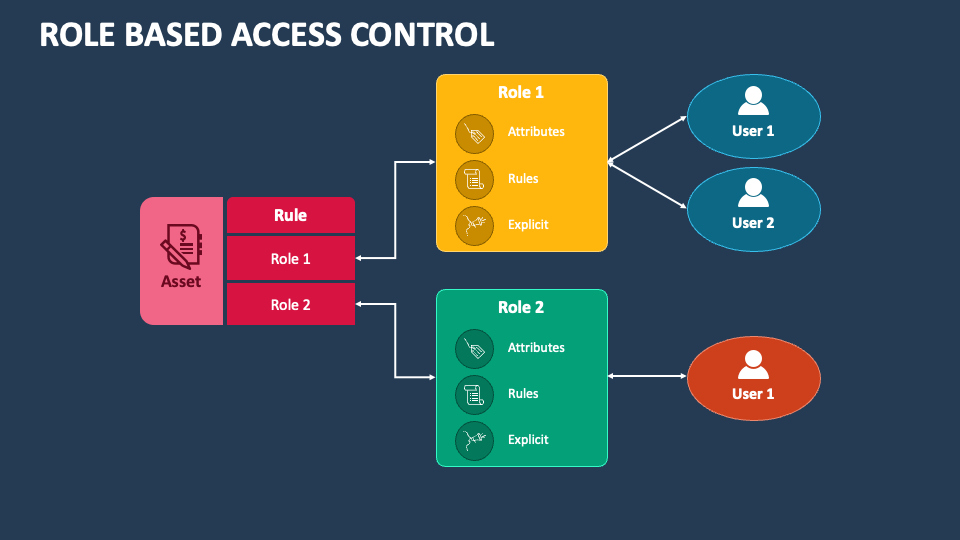 ROLE BASED ACCESS CONTROL
Role 1
Attributes
Rules
Explicit
User 1
User 2
Asset
$
Rule
Role 1
Role 2
Role 2
Attributes
Rules
Explicit
User 1